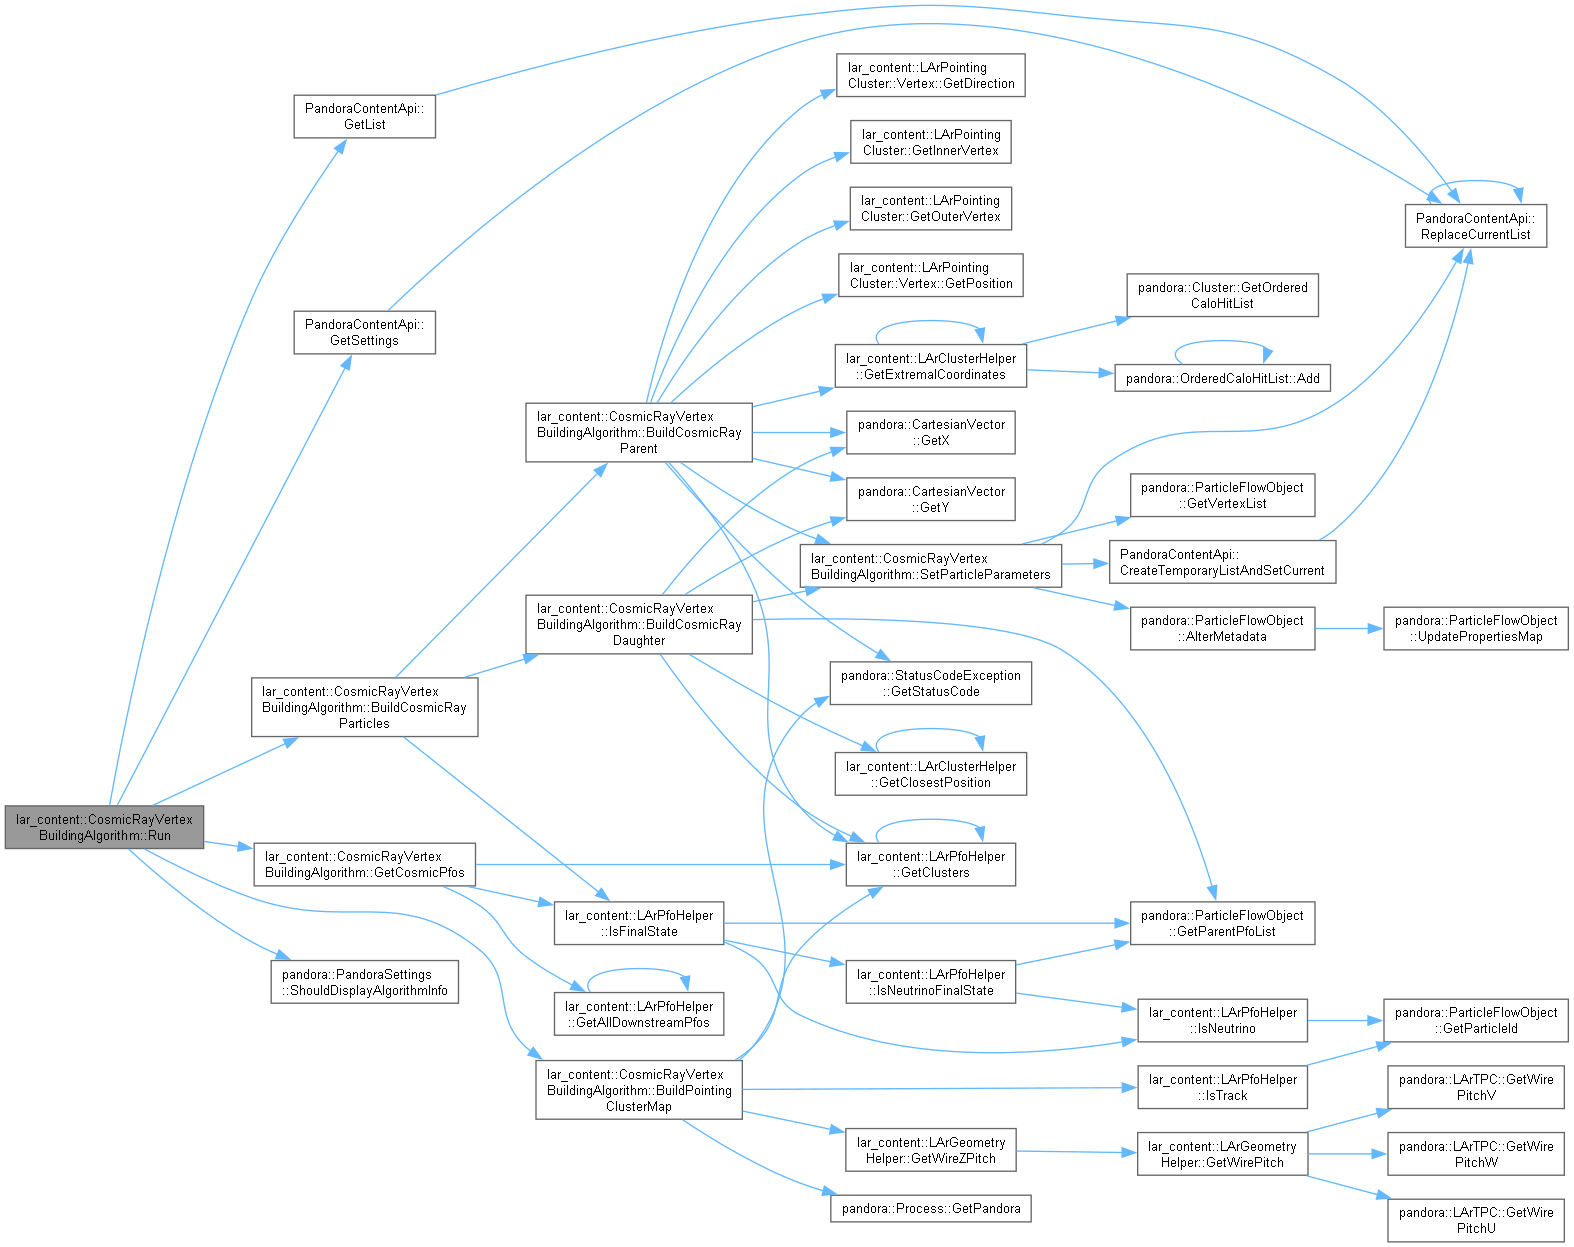 lar_content::CosmicRayVertex
BuildingAlgorithm::Run
PandoraContentApi::
GetList
PandoraContentApi::
GetSettings
lar_content::CosmicRayVertex
BuildingAlgorithm::BuildCosmicRay
Particles
lar_content::CosmicRayVertex
BuildingAlgorithm::GetCosmicPfos
pandora::PandoraSettings
::ShouldDisplayAlgorithmInfo
lar_content::CosmicRayVertex
BuildingAlgorithm::BuildCosmicRay
Parent
lar_content::CosmicRayVertex
BuildingAlgorithm::BuildCosmicRay
Daughter
lar_content::LArPfoHelper
::IsFinalState
lar_content::LArPfoHelper
::GetAllDownstreamPfos
lar_content::CosmicRayVertex
BuildingAlgorithm::BuildPointing
ClusterMap
lar_content::LArPointing
Cluster::Vertex::GetDirection
lar_content::LArPointing
Cluster::GetInnerVertex
lar_content::LArPointing
Cluster::GetOuterVertex
lar_content::LArPointing
Cluster::Vertex::GetPosition
lar_content::LArClusterHelper
::GetExtremalCoordinates
pandora::CartesianVector
::GetX
pandora::CartesianVector
::GetY
lar_content::CosmicRayVertex
BuildingAlgorithm::SetParticleParameters
pandora::StatusCodeException
::GetStatusCode
lar_content::LArClusterHelper
::GetClosestPosition
lar_content::LArPfoHelper
::GetClusters
lar_content::LArPfoHelper
::IsNeutrinoFinalState
lar_content::LArGeometry
Helper::GetWireZPitch
pandora::Process::GetPandora
pandora::Cluster::GetOrdered
CaloHitList
pandora::OrderedCaloHitList::Add
pandora::ParticleFlowObject
::GetVertexList
PandoraContentApi::
CreateTemporaryListAndSetCurrent
pandora::ParticleFlowObject
::AlterMetadata
pandora::ParticleFlowObject
::GetParentPfoList
lar_content::LArPfoHelper
::IsNeutrino
lar_content::LArPfoHelper
::IsTrack
lar_content::LArGeometry
Helper::GetWirePitch
PandoraContentApi::
ReplaceCurrentList
pandora::ParticleFlowObject
::UpdatePropertiesMap
pandora::ParticleFlowObject
::GetParticleId
pandora::LArTPC::GetWire
PitchV
pandora::LArTPC::GetWire
PitchW
pandora::LArTPC::GetWire
PitchU